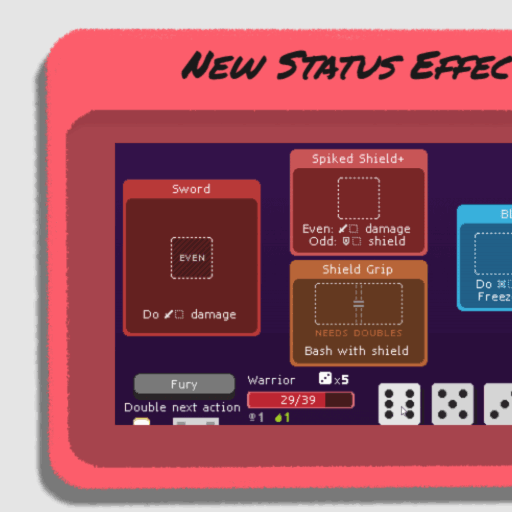 NEW STATUS EFFEC
Sword
EVEN
Do damage
Spiked Shield+
Even: damage
Odd: shield
Shield Grip
NEEDS DOUBLES
Bash with shield
Bl
Do
Freez
Fury
Double next action
Warrior x5
29/39
1 1